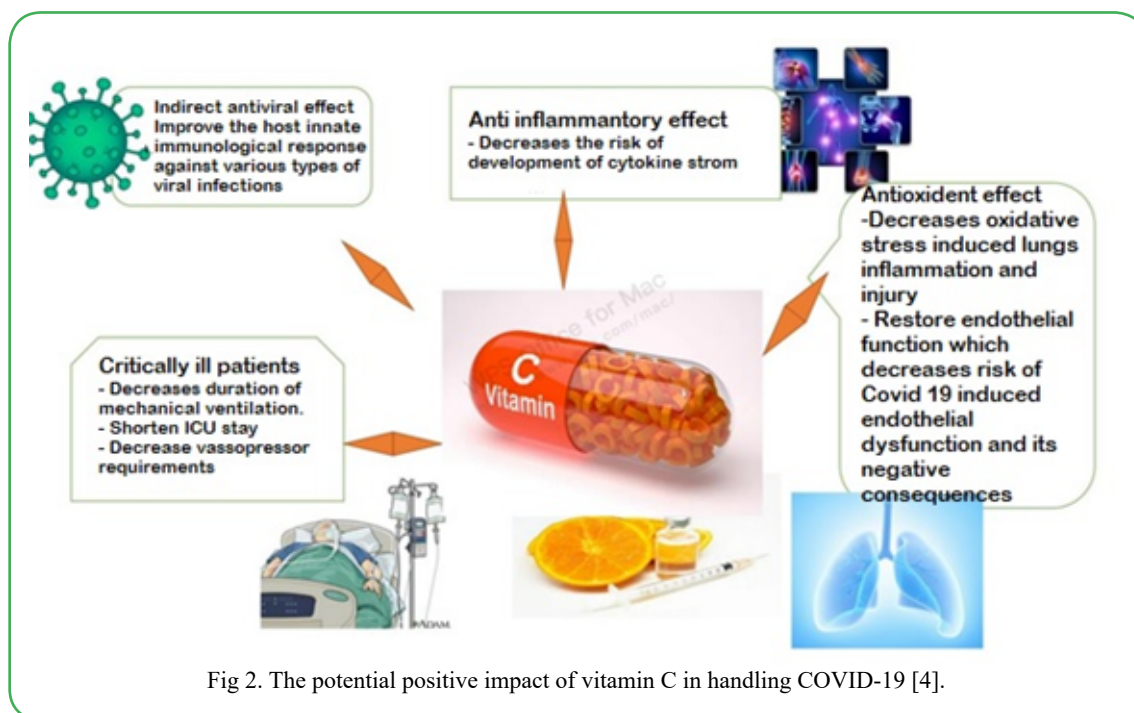 Indirect antiviral effect
Improve the host innate
immunological response
against various types of
viral infections
Anti inflammantory effect
- Decreases the risk of
development of cytokine strom
Antioxident effect
-Decreases oxidative
stress induced lungs
inflammation and
injury
- Restore endothelial
function which
decreases risk of
Covid 19 induced
endothelial
dysfunction and its
negative
consequences
Critically ill patients
- Decreases duration of
mechanical ventilation.
- Shorten ICU stay
- Decrease vassopressor
requirements
C
Vitamin
for Mac
.com/mac/
Fig 2. The potential positive impact of vitamin C in handling COVID-19 [4].